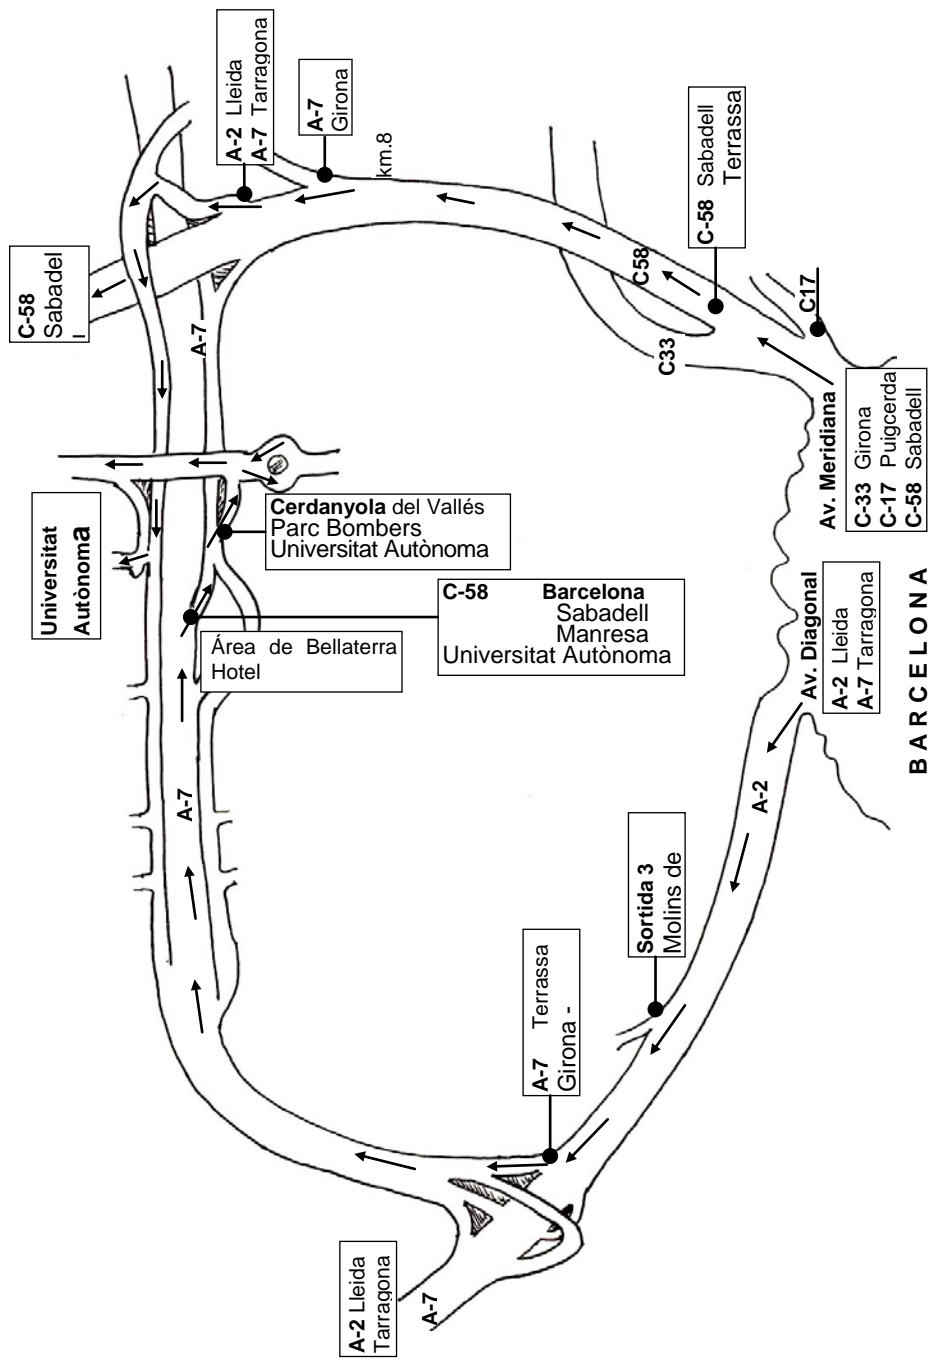 C-58
Sabadel
l
A-2 Lleida
A-7 Tarragona
A-7
Girona
km.8
C-58 Sabadell
Terrassa
C58
C17
C33
A-7
Universitat
Autònoma
Cerdanyola del Vallés
Parc Bombers
Universitat Autònoma
C-58 Barcelona
Sabadell
Manresa
Universitat Autònoma
Área de Bellaterra
Hotel
Av. Meridiana
C-33 Girona
C-17 Puigcerda
C-58 Sabadell
Av. Diagonal
A-2 Lleida
A-7 Tarragona
BARCELONA
A-7
A-2
Sortida 3
Molins de
A-7 Terrassa
Girona -
A-2 Lleida
Tarragona
A-7